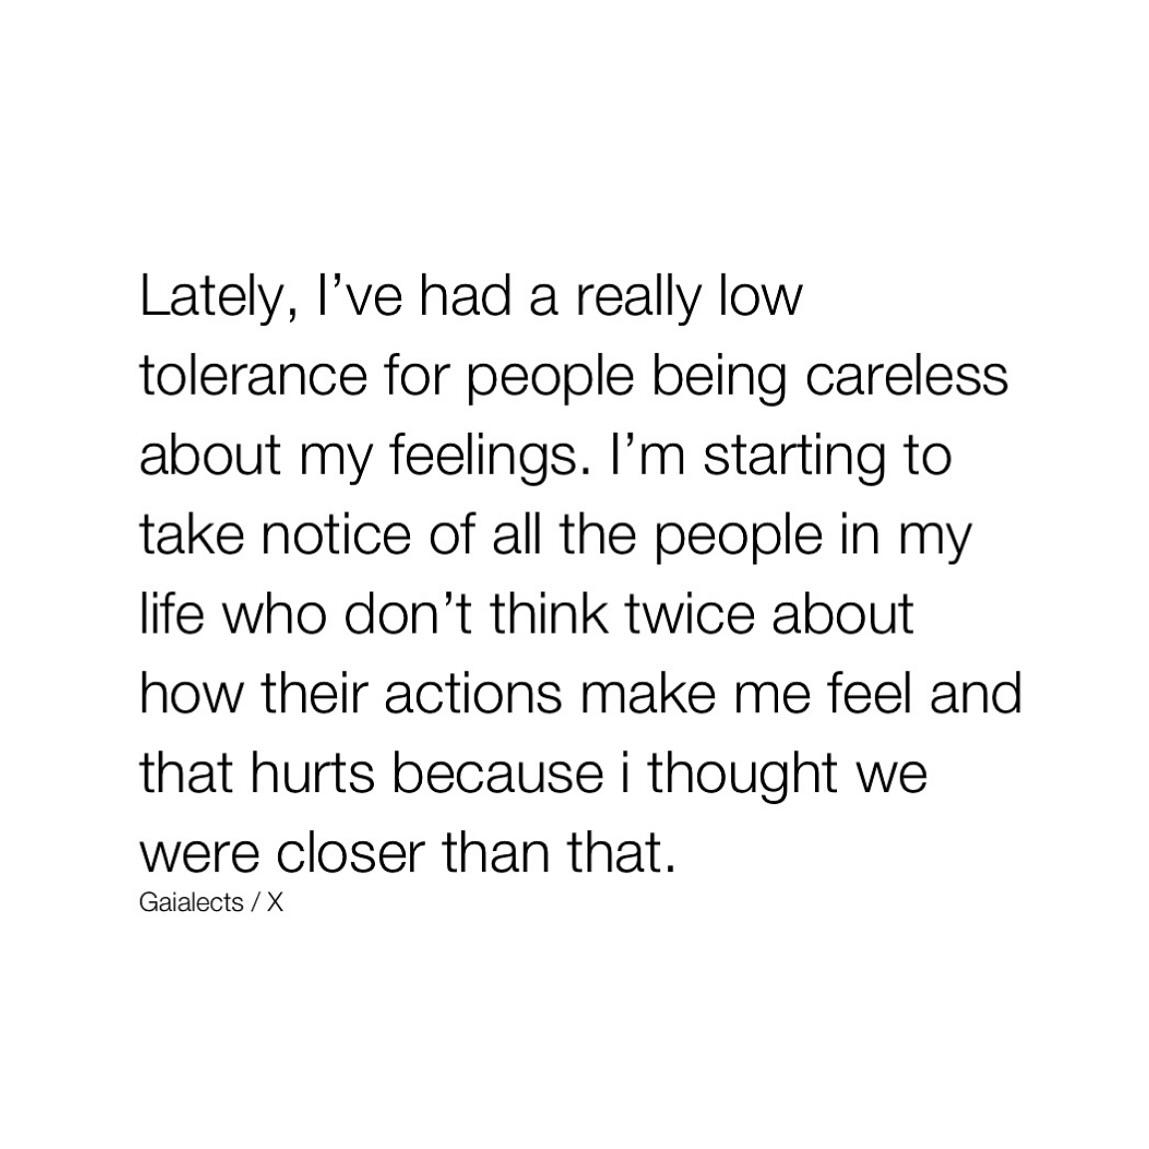 Lately, I’ve had a really low
tolerance for people being careless
about my feelings. I’m starting to
take notice of all the people in my
life who don’t think twice about
how their actions make me feel and
that hurts because i thought we
were closer than that.
Gaialects / X